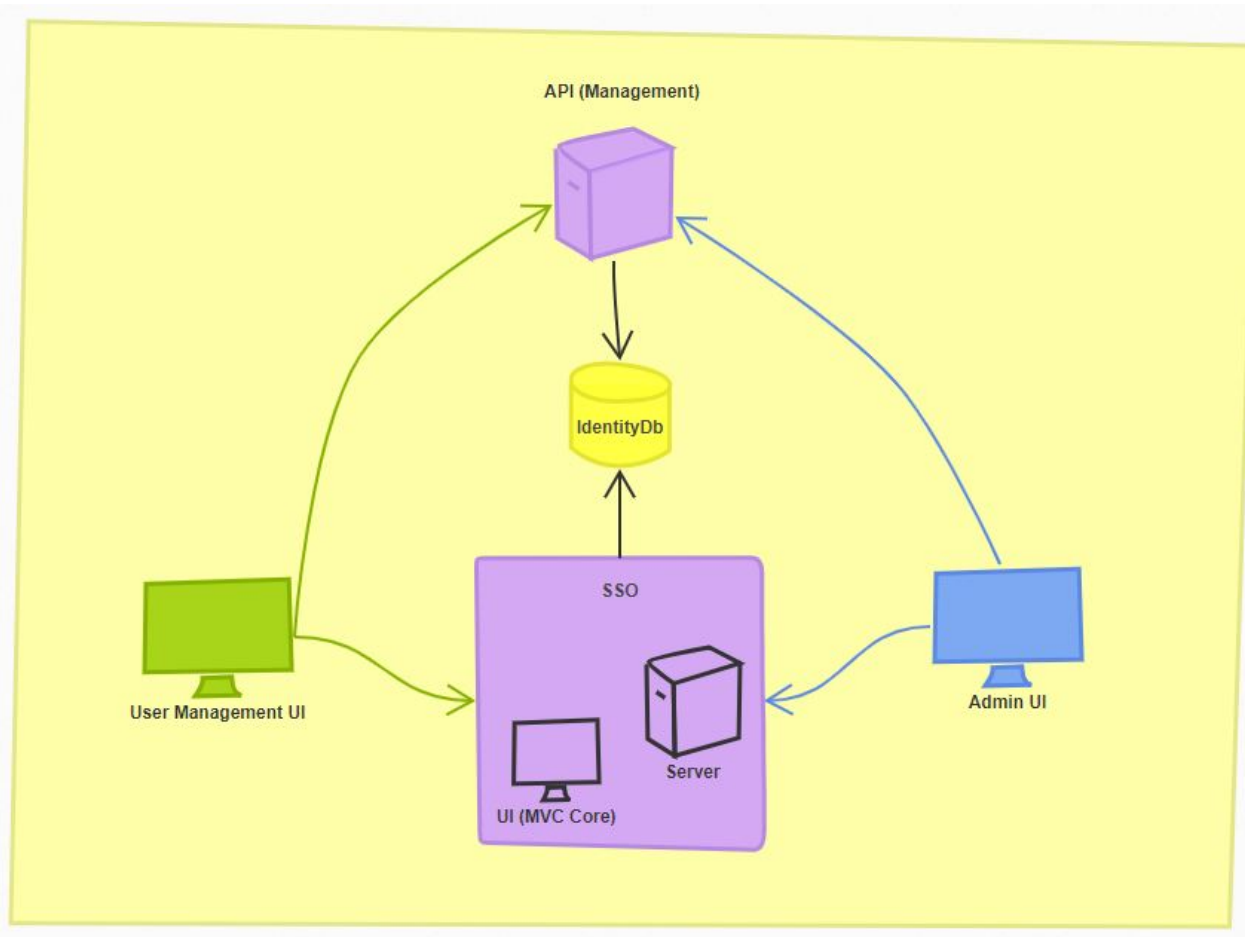 API (Management)
IdentityDb
SSO
User Management UI
Admin UI
Server
UI (MVC Core)